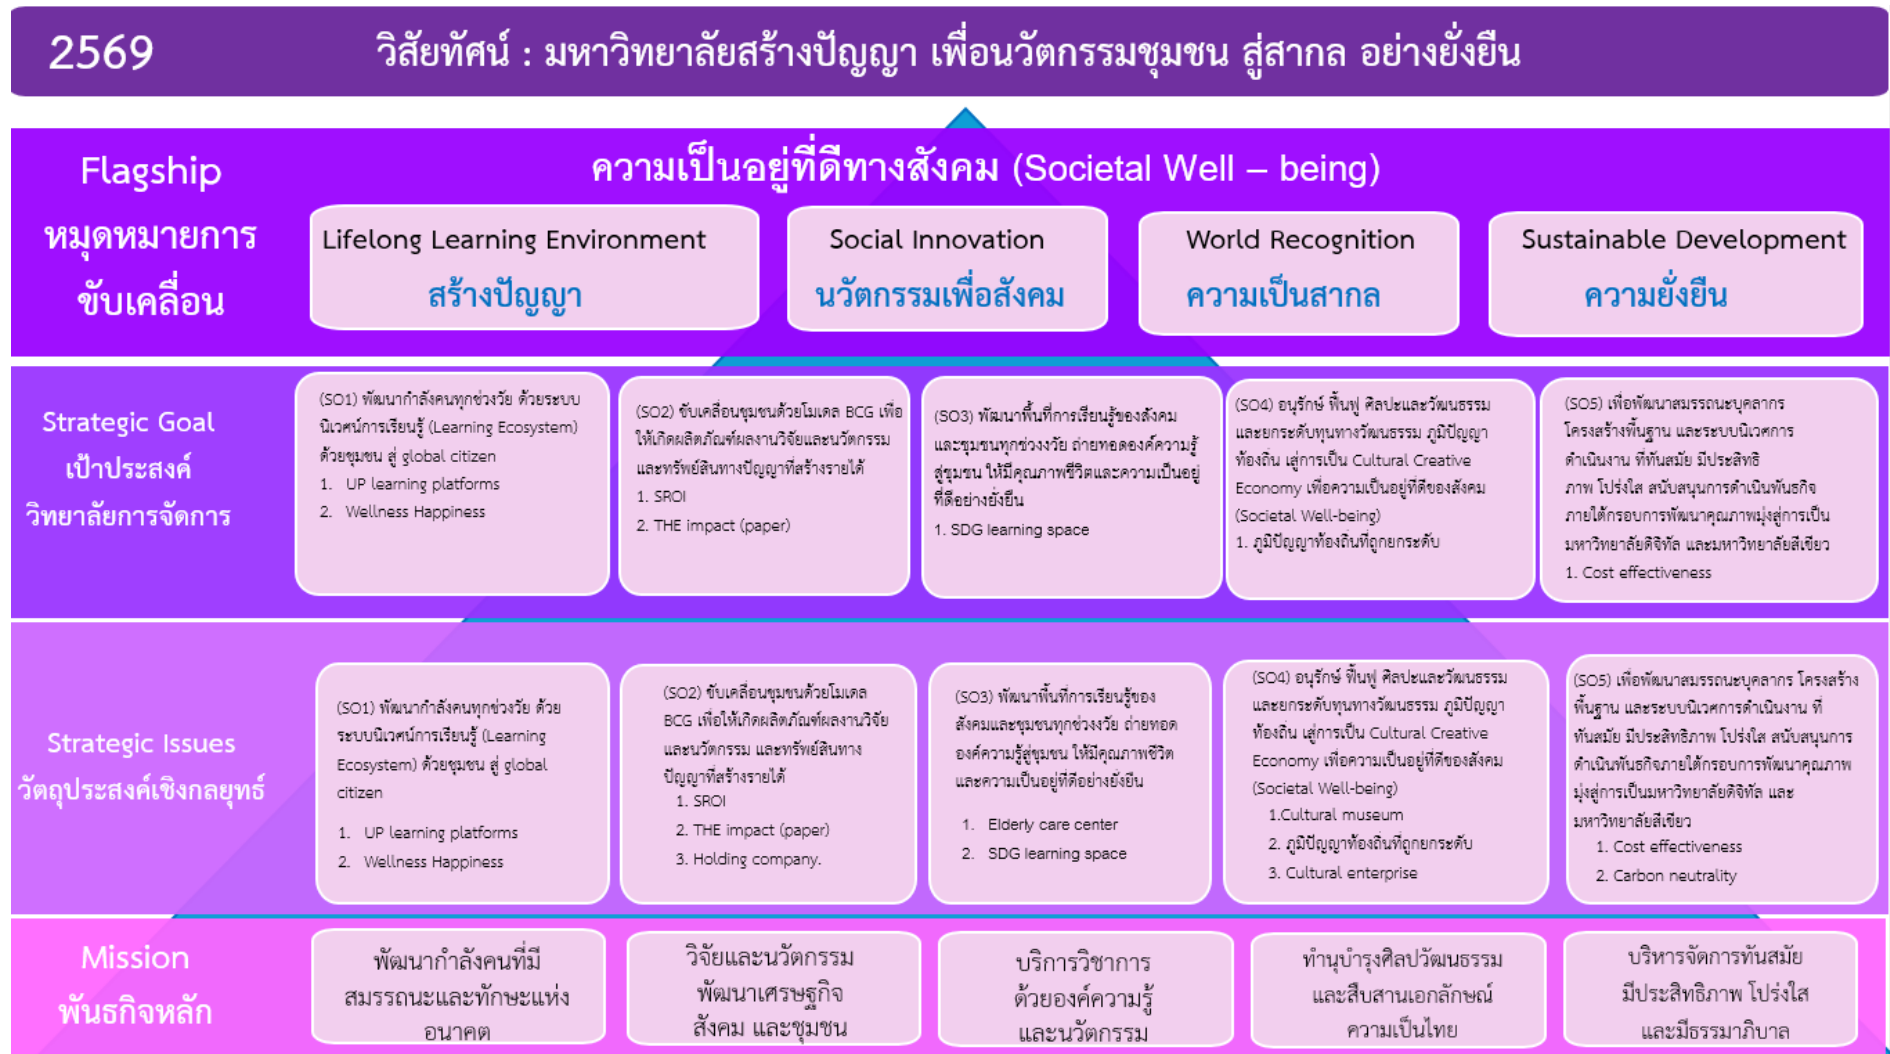 2569
วิสัยทัศน์ : มหาวิทยาลัยสร้างปัญญา เพื่อนวัตกรรมชุมชน สู่สากล อย่างยั่งยืน
Flagship
หมุดหมายการ
ขับเคลื่อน
ความเป็นอยู่ที่ดีทางสังคม (Societal Well – being)
Lifelong Learning Environment
สร้างปัญญา
Social Innovation
นวัตกรรมเพื่อสังคม
World Recognition
ความเป็นสากล
Sustainable Development
ความยั่งยืน
Strategic Goal
เป้าประสงค์
วิทยาลัยการจัดการ
(SO1) พัฒนากำลังคนทุกช่วงวัย ด้วยระบบ
นิเวศน์การเรียนรู้ (Learning Ecosystem)
ด้วยชุมชน สู่ global citizen
1. UP learning platforms
2. Wellness Happiness
(SO2) ขับเคลื่อนชุมชนด้วยโมเดล BCG เพื่อ
ให้เกิดผลิตภัณฑ์ผลงานวิจัยและนวัตกรรม
และทรัพย์สินทางปัญญาที่สร้างรายได้
1. SROI
2. THE impact (paper)
(SO3) พัฒนาพื้นที่การเรียนรู้ของสังคม
และชุมชนทุกช่วงงวัย ถ่ายทอดองค์ความรู้
สู่ชุมชน ให้มีคุณภาพชีวิตและความเป็นอยู่
ที่ดีอย่างยั่งยืน
1. SDG learning space
(SO4) อนุรักษ์ ฟื้นฟู ศิลปะและวัฒนธรรม
และยกระดับทุนทางวัฒนธรรม ภูมิปัญญา
ท้องถิ่น เสู่การเป็น Cultural Creative
Economy เพื่อความเป็นอยู่ที่ดีของสังคม
(Societal Well-being)
1. ภูมิปัญญาท้องถิ่นที่ถูกยกระดับ
(SO5) เพื่อพัฒนาสมรรถนะบุคลากร
โครงสร้างพื้นฐาน และระบบนิเวศการ
ดำเนินงาน ที่ทันสมัย มีประสิทธิ
ภาพ โปร่งใส สนับสนุนการดำเนินพันธกิจ
ภายใต้กรอบการพัฒนาคุณภาพมุ่งสู่การเป็น
มหาวิทยาลัยดิจิทัล และมหาวิทยาลัยสีเขียว
1. Cost effectiveness
Strategic Issues
วัตถุประสงค์เชิงกลยุทธ์
(SO1) พัฒนากำลังคนทุกช่วงวัย ด้วย
ระบบนิเวศน์การเรียนรู้ (Learning
Ecosystem) ด้วยชุมชน สู่ global
citizen
1. UP learning platforms
2. Wellness Happiness
(SO2) ขับเคลื่อนชุมชนด้วยโมเดล
BCG เพื่อให้เกิดผลิตภัณฑ์ผลงานวิจัย
และนวัตกรรม และทรัพย์สินทาง
ปัญญาที่สร้างรายได้
1. SROI
2. THE impact (paper)
3. Holding company.
(SO3) พัฒนาพื้นที่การเรียนรู้ของ
สังคมและชุมชนทุกช่วงงวัย ถ่ายทอด
องค์ความรู้สู่ชุมชน ให้มีคุณภาพชีวิต
และความเป็นอยู่ที่ดีอย่างยั่งยืน
1. Elderly care center
2. SDG learning space
(SO4) อนุรักษ์ ฟื้นฟู ศิลปะและวัฒนธรรม
และยกระดับทุนทางวัฒนธรรม ภูมิปัญญา
ท้องถิ่น เสู่การเป็น Cultural Creative
Economy เพื่อความเป็นอยู่ที่ดีของสังคม
(Societal Well-being)
1.Cultural museum
2. ภูมิปัญญาท้องถิ่นที่ถูกยกระดับ
3. Cultural enterprise
(SO5) เพื่อพัฒนาสมรรถนะบุคลากร โครงสร้าง
พื้นฐาน และระบบนิเวศการดำเนินงาน ที่
ทันสมัย มีประสิทธิภาพ โปร่งใส สนับสนุนการ
ดำเนินพันธกิจภายใต้กรอบการพัฒนาคุณภาพ
มุ่งสู่การเป็นมหาวิทยาลัยดิจิทัล และ
มหาวิทยาลัยสีเขียว
1. Cost effectiveness
2. Carbon neutrality
Mission
พันธกิจหลัก
พัฒนากำลังคนที่มี
สมรรถนะและทักษะแห่ง
อนาคต
วิจัยและนวัตกรรม
พัฒนาเศรษฐกิจ
สังคม และชุมชน
บริการวิชาการ
ด้วยองค์ความรู้
และนวัตกรรม
ทำนุบำรุงศิลปวัฒนธรรม
และสืบสานเอกลักษณ์
ความเป็นไทย
บริหารจัดการทันสมัย
มีประสิทธิภาพ โปร่งใส
และมีธรรมาภิบาล